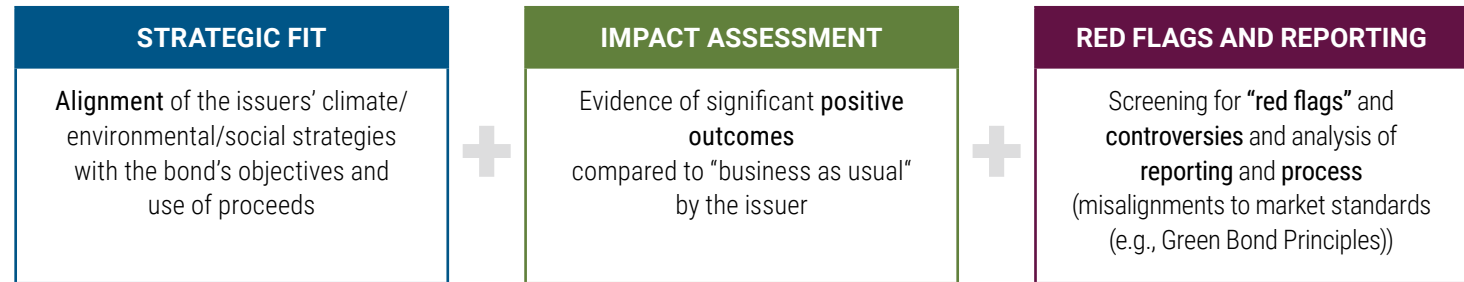 STRATEGIC FIT
Alignment of the issuers’ climate/
environmental/social strategies
with the bond’s objectives and
use of proceeds
IMPACT ASSESSMENT
Evidence of significant positive
outcomes
compared to “business as usual“
by the issuer
RED FLAGS AND REPORTING
Screening for “red flags” and
controversies and analysis of
reporting and process
(misalignments to market standards
(e.g., Green Bond Principles))